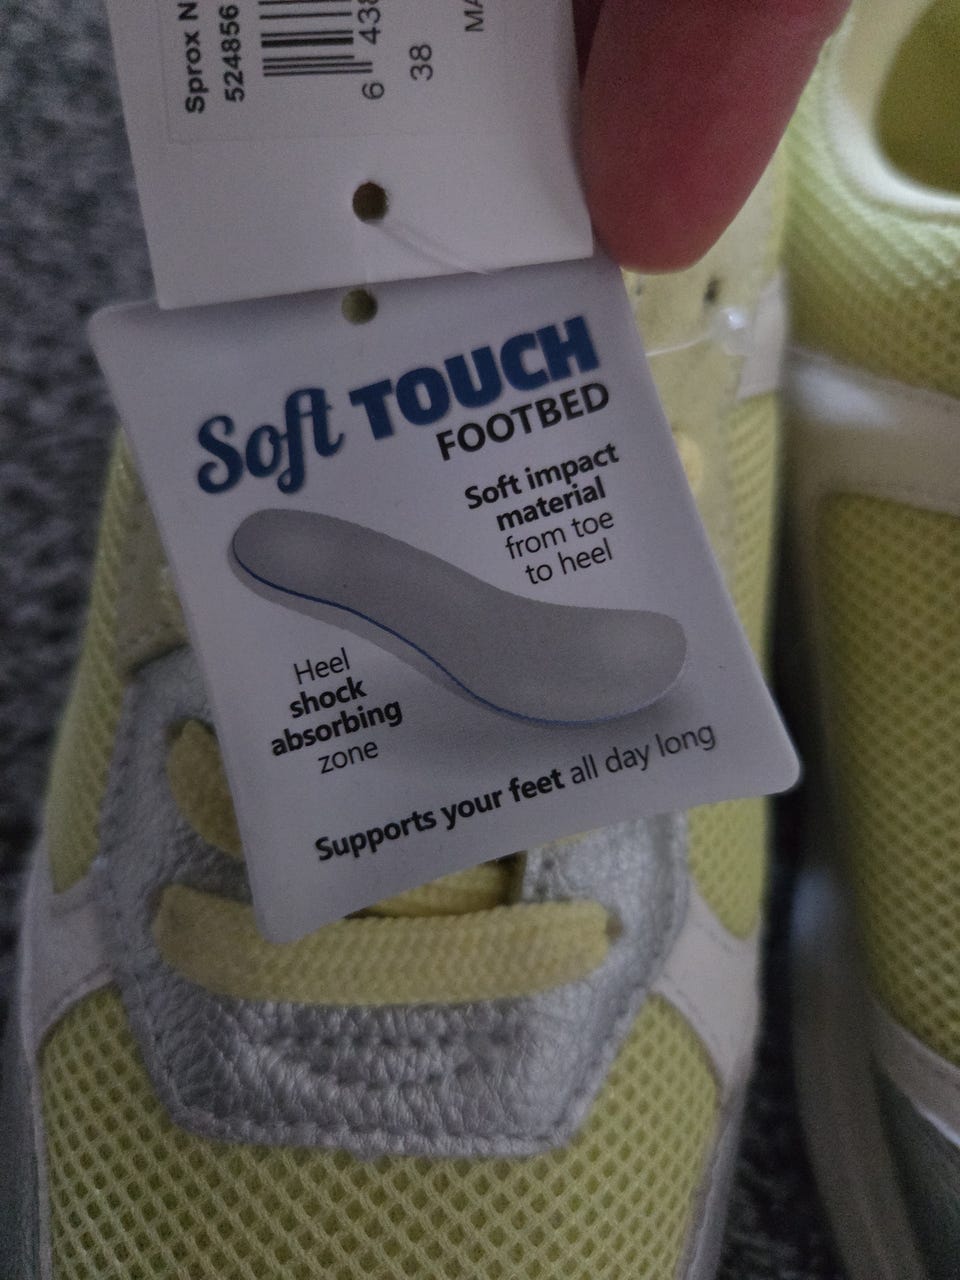 Sprox N
524856
6 438
38
MA
Soft TOUCH
FOOTBED
Soft impact
material
from toe
to heel
Heel
shock
absorbing
zone
Supports your feet all day long